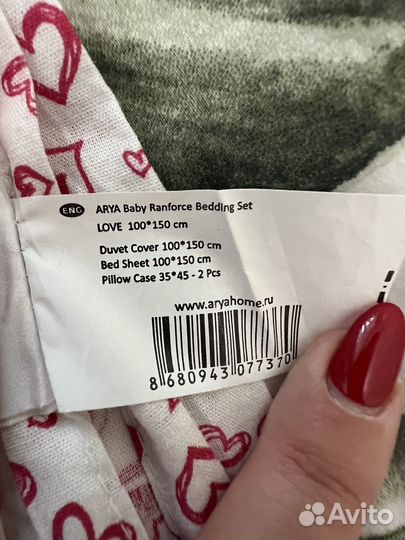 ENG ARYA Baby Ranforce Bedding Set
LOVE 100*150 cm
Duvet Cover 100*150 cm
Bed Sheet 100*150 cm
Pillow Case 35*45 - 2 Pcs
www.aryahome.ru
8 680943 077370
Avito